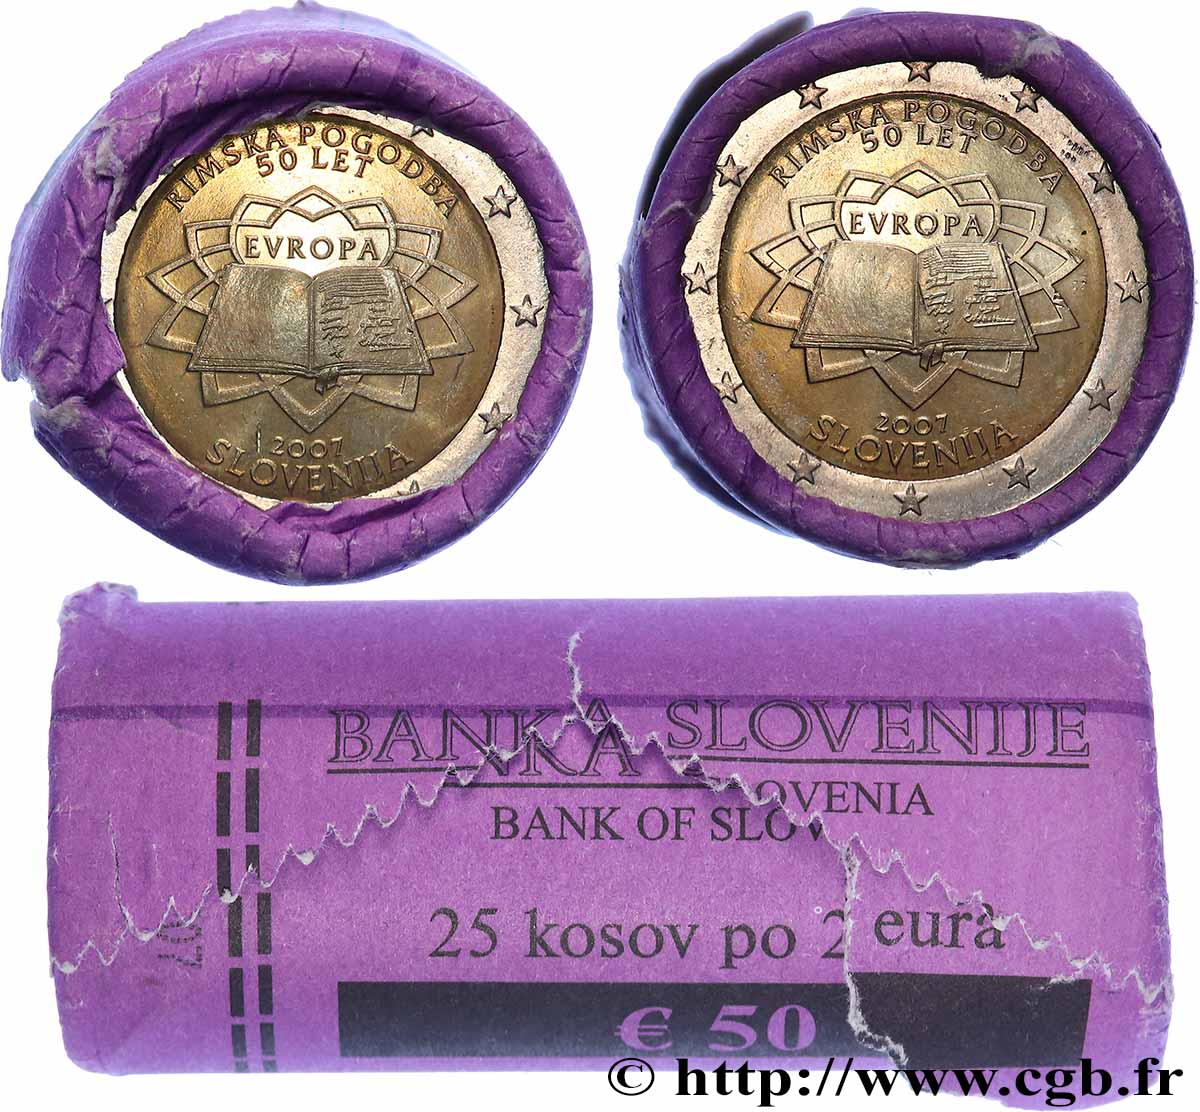 RIMSKA POGODBA
50 LET
EVROPA
2007
SLOVENIJA
RIMSKA POGODBA
50 LET
EVROPA
2007
SLOVENIJA
BANKA SLOVENIJE
BANK OF SLOVENIA
25 kosov po 2 eura
€ 50
© http://www.cgb.fr